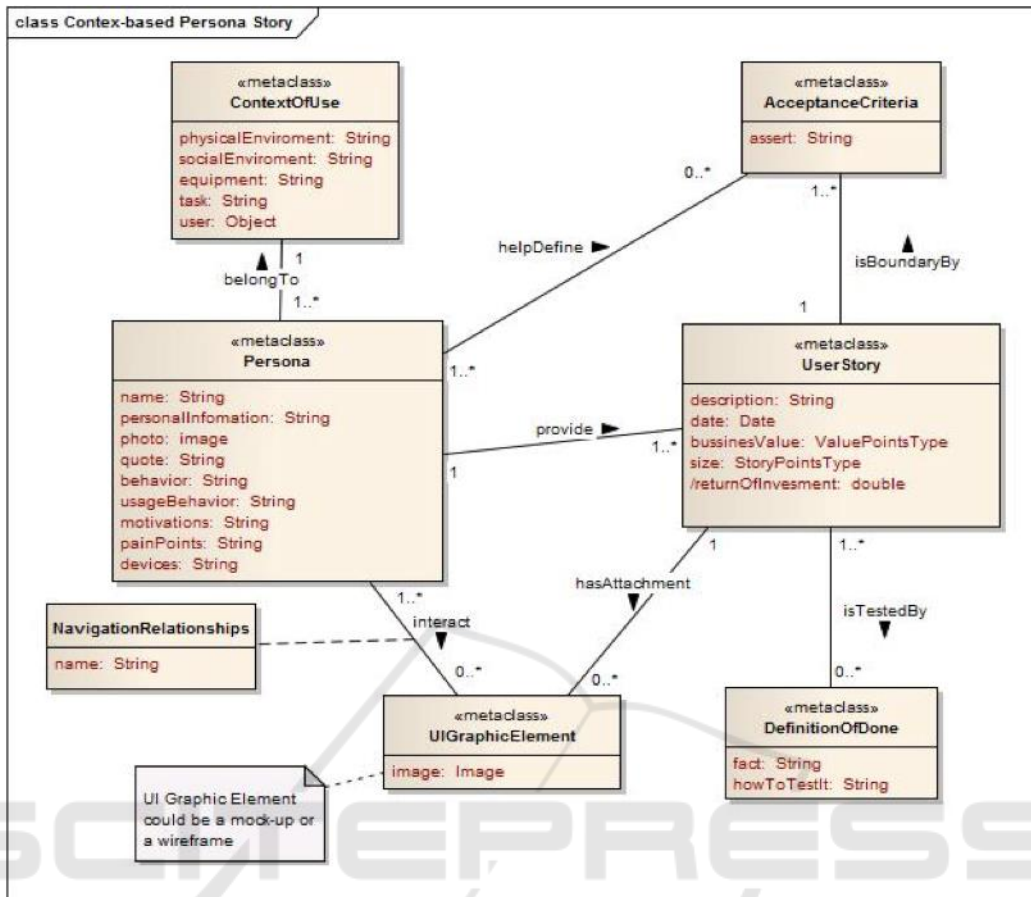 class Contex-based Persona Story
«metaclass»
ContextOfUse
physicalEnviroment: String
socialEnviroment: String
equipment: String
task: String
user: Object
«metaclass»
AcceptanceCriteria
assert: String
0..*
1..*
helpDefine
isBoundaryBy
1
belongTo
1..*
1
«metaclass»
Persona
name: String
personalInfomation: String
photo: image
quote: String
behavior: String
usageBehavior: String
motivations: String
painPoints: String
devices: String
1..*
provide
1
1..*
«metaclass»
UserStory
description: String
date: Date
bussinesValue: ValuePointsType
size: StoryPointsType
/returnOfInvesment: double
1
1..*
hasAttachment
isTestedBy
1..*
interact
NavigationRelationships
name: String
0..*
0..*
0..*
«metaclass»
UIGraphicElement
image: Image
«metaclass»
DefinitionOfDone
fact: String
howToTestIt: String
UI Graphic Element
could be a mock-up or
a wireframe
SCITEPRESS